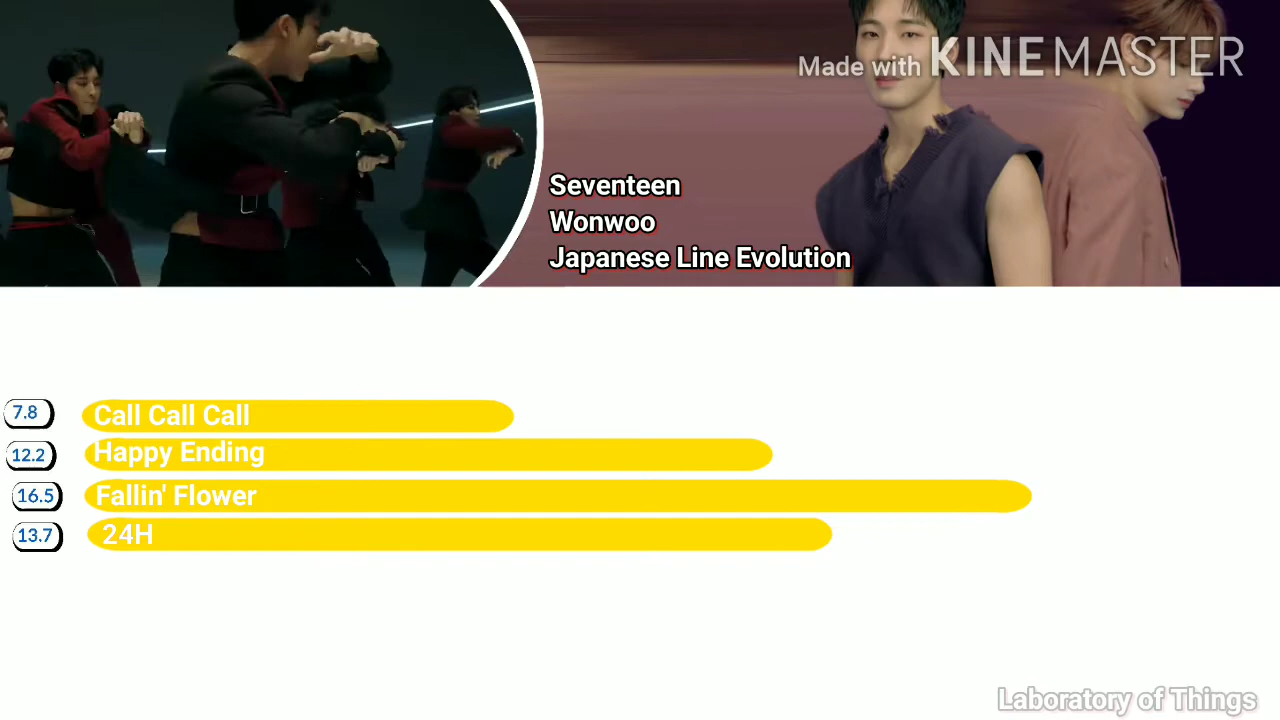 Made with KINEMASTER
Seventeen
Wonwoo
Japanese Line Evolution
7.8 Call Call Call
12.2 Happy Ending
16.5 Fallin' Flower
13.7 24H
Laboratory of Things